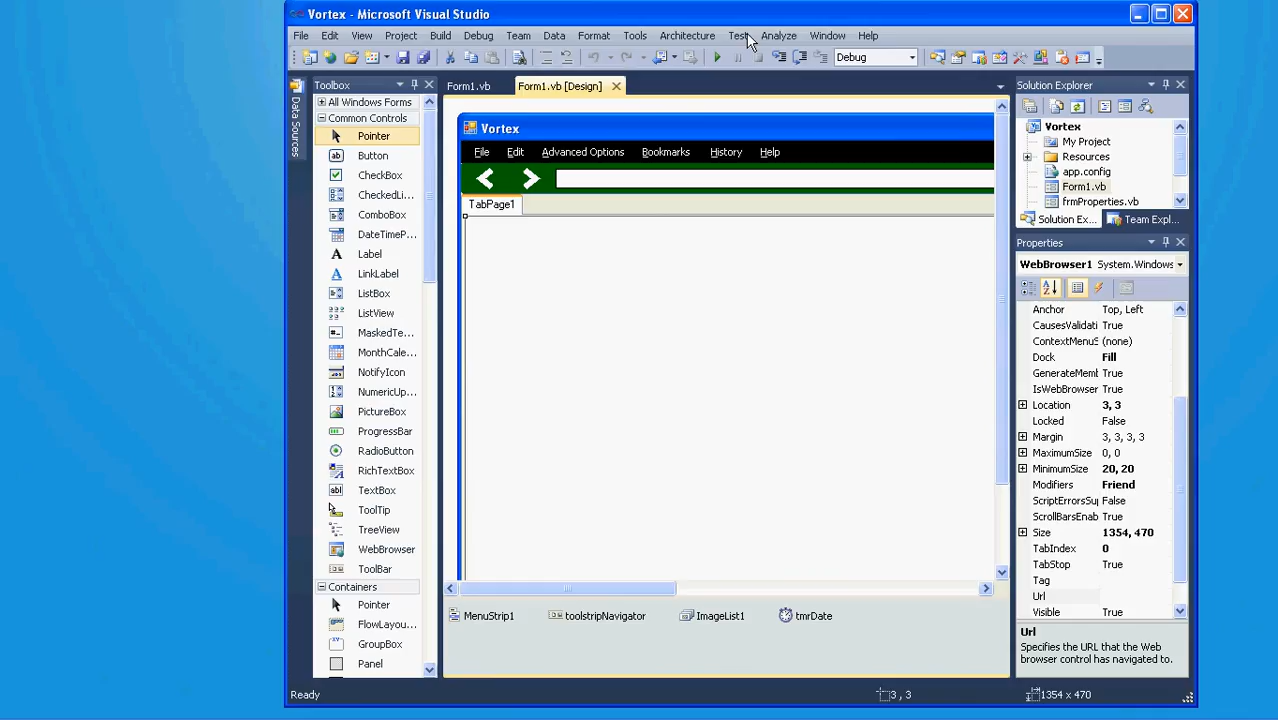 Vortex - Microsoft Visual Studio
File Edit View Project Build Debug Team Data Format Tools Architecture Test Analyze Window Help
Debug
Data Sources
Toolbox
All Windows Forms
Common Controls
Pointer
Button
CheckBox
CheckedLi...
ComboBox
DateTimeP...
Label
LinkLabel
ListBox
ListView
MaskedTe...
MonthCale...
NotifyIcon
NumericUp...
PictureBox
ProgressBar
RadioButton
RichTextBox
TextBox
ToolTip
TreeView
WebBrowser
ToolBar
Containers
Pointer
FlowLayou...
GroupBox
Panel
Form1.vb Form1.vb [Design]
Vortex
File Edit Advanced Options Bookmarks History Help
TabPage1
MenuStrip1 toolstripNavigator ImageList1 tmrDate
Solution Explorer
Vortex
My Project
Resources
app.config
Form1.vb
frmProperties.vb
Solution Ex... Team Expl...
Properties
WebBrowser1 System.Windows
Anchor Top, Left
CausesValidati True
ContextMenuS (none)
Dock Fill
GenerateMemb True
IsWebBrowser True
Location 3, 3
Locked False
Margin 3, 3, 3, 3
MaximumSize 0, 0
MinimumSize 20, 20
Modifiers Friend
ScriptErrorsSu False
ScrollBarsEnab True
Size 1354, 470
TabIndex 0
TabStop True
Tag
Url
Visible True
Url
Specifies the URL that the Web
browser control has navigated to.
Ready 3 , 3 1354 x 470